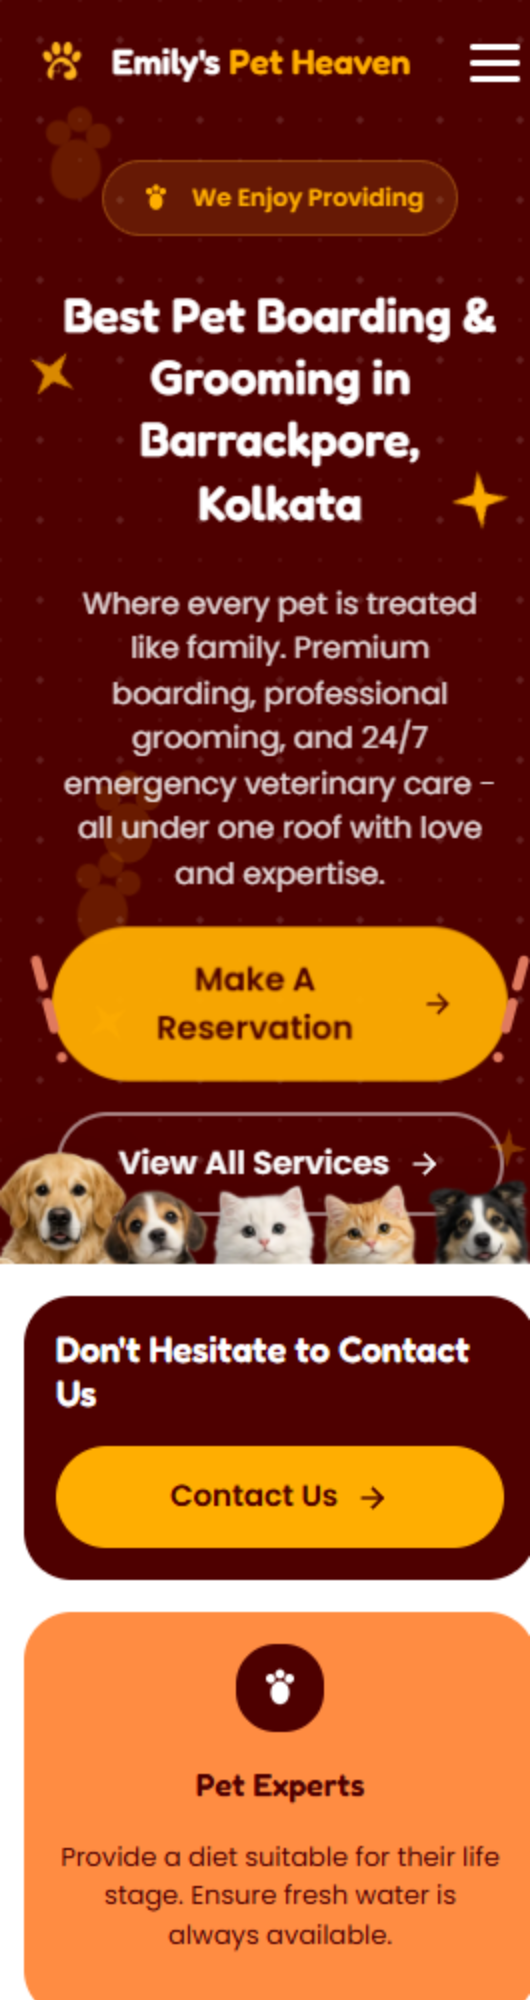 Emily's Pet Heaven
We Enjoy Providing
Best Pet Boarding &
Grooming in
Barrackpore,
Kolkata
Where every pet is treated
like family. Premium
boarding, professional
grooming, and 24/7
emergency veterinary care –
all under one roof with love
and expertise.
Make A
Reservation →
View All Services →
Don't Hesitate to Contact
Us
Contact Us →
Pet Experts
Provide a diet suitable for their life
stage. Ensure fresh water is
always available.